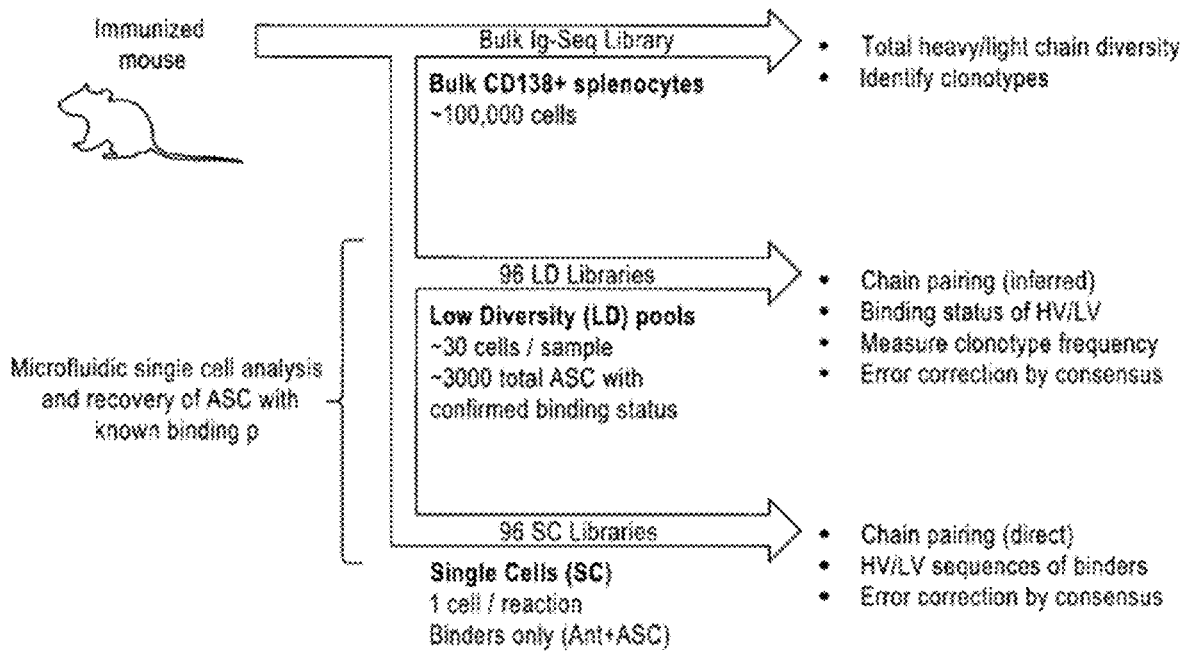 Immunized
mouse
Bulk Ig-Seq Library
Bulk CD138+ splenocytes
~100,000 cells
• Total heavy/light chain diversity
• Identify clonotypes
96 LD Libraries
Low Diversity (LD) pools
~30 cells / sample
~3000 total ASC with
confirmed binding status
• Chain pairing (inferred)
• Binding status of HV/LV
• Measure clonotype frequency
• Error correction by consensus
Microfluidic single cell analysis
and recovery of ASC with
known binding p
96 SC Libraries
Single Cells (SC)
1 cell / reaction
Binders only (Ant+ASC)
• Chain pairing (direct)
• HV/LV sequences of binders
• Error correction by consensus